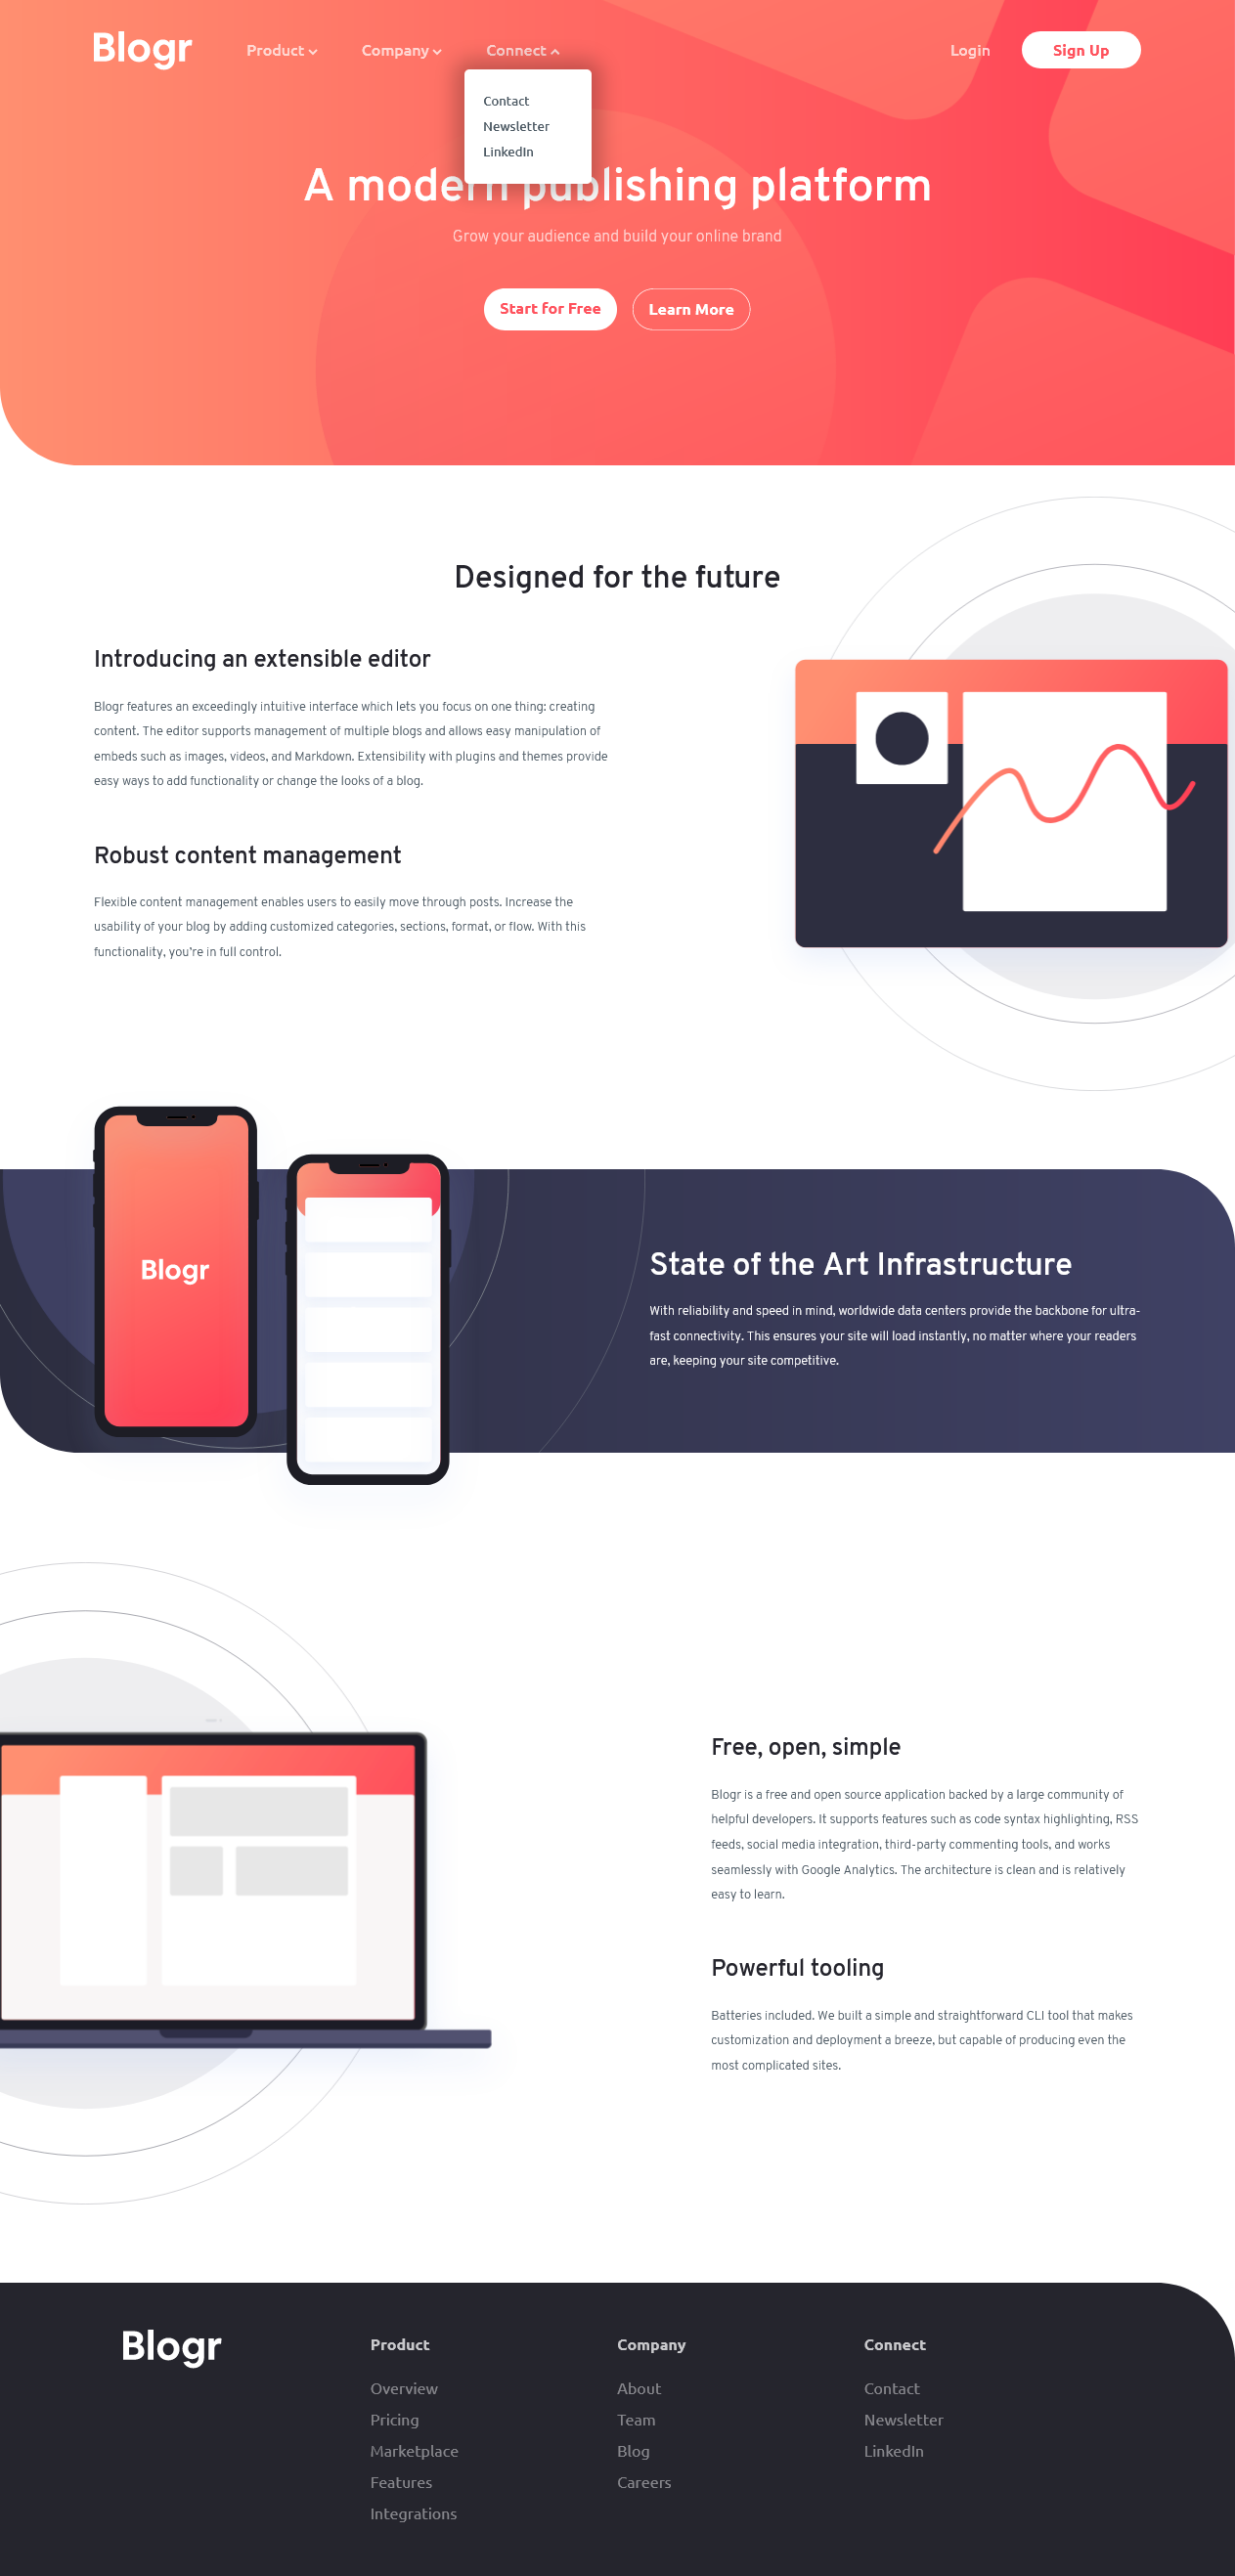 Blogr
Product
Company
Connect
Login
Sign Up
Contact
Newsletter
LinkedIn
A modern publishing platform
Grow your audience and build your online brand
Start for Free
Learn More
Designed for the future
Introducing an extensible editor
Blogr features an exceedingly intuitive interface which lets you focus on one thing: creating
content. The editor supports management of multiple blogs and allows easy manipulation of
embeds such as images, videos, and Markdown. Extensibility with plugins and themes provide
easy ways to add functionality or change the looks of a blog.
Robust content management
Flexible content management enables users to easily move through posts. Increase the
usability of your blog by adding customized categories, sections, format, or flow. With this
functionality, you're in full control.
Blogr
State of the Art Infrastructure
With reliability and speed in mind, worldwide data centers provide the backbone for ultra-
fast connectivity. This ensures your site will load instantly, no matter where your readers
are, keeping your site competitive.
Free, open, simple
Blogr is a free and open source application backed by a large community of
helpful developers. It supports features such as code syntax highlighting, RSS
feeds, social media integration, third-party commenting tools, and works
seamlessly with Google Analytics. The architecture is clean and is relatively
easy to learn.
Powerful tooling
Batteries included. We built a simple and straightforward CLI tool that makes
customization and deployment a breeze, but capable of producing even the
most complicated sites.
Blogr
Product
Overview
Pricing
Marketplace
Features
Integrations
Company
About
Team
Blog
Careers
Connect
Contact
Newsletter
LinkedIn